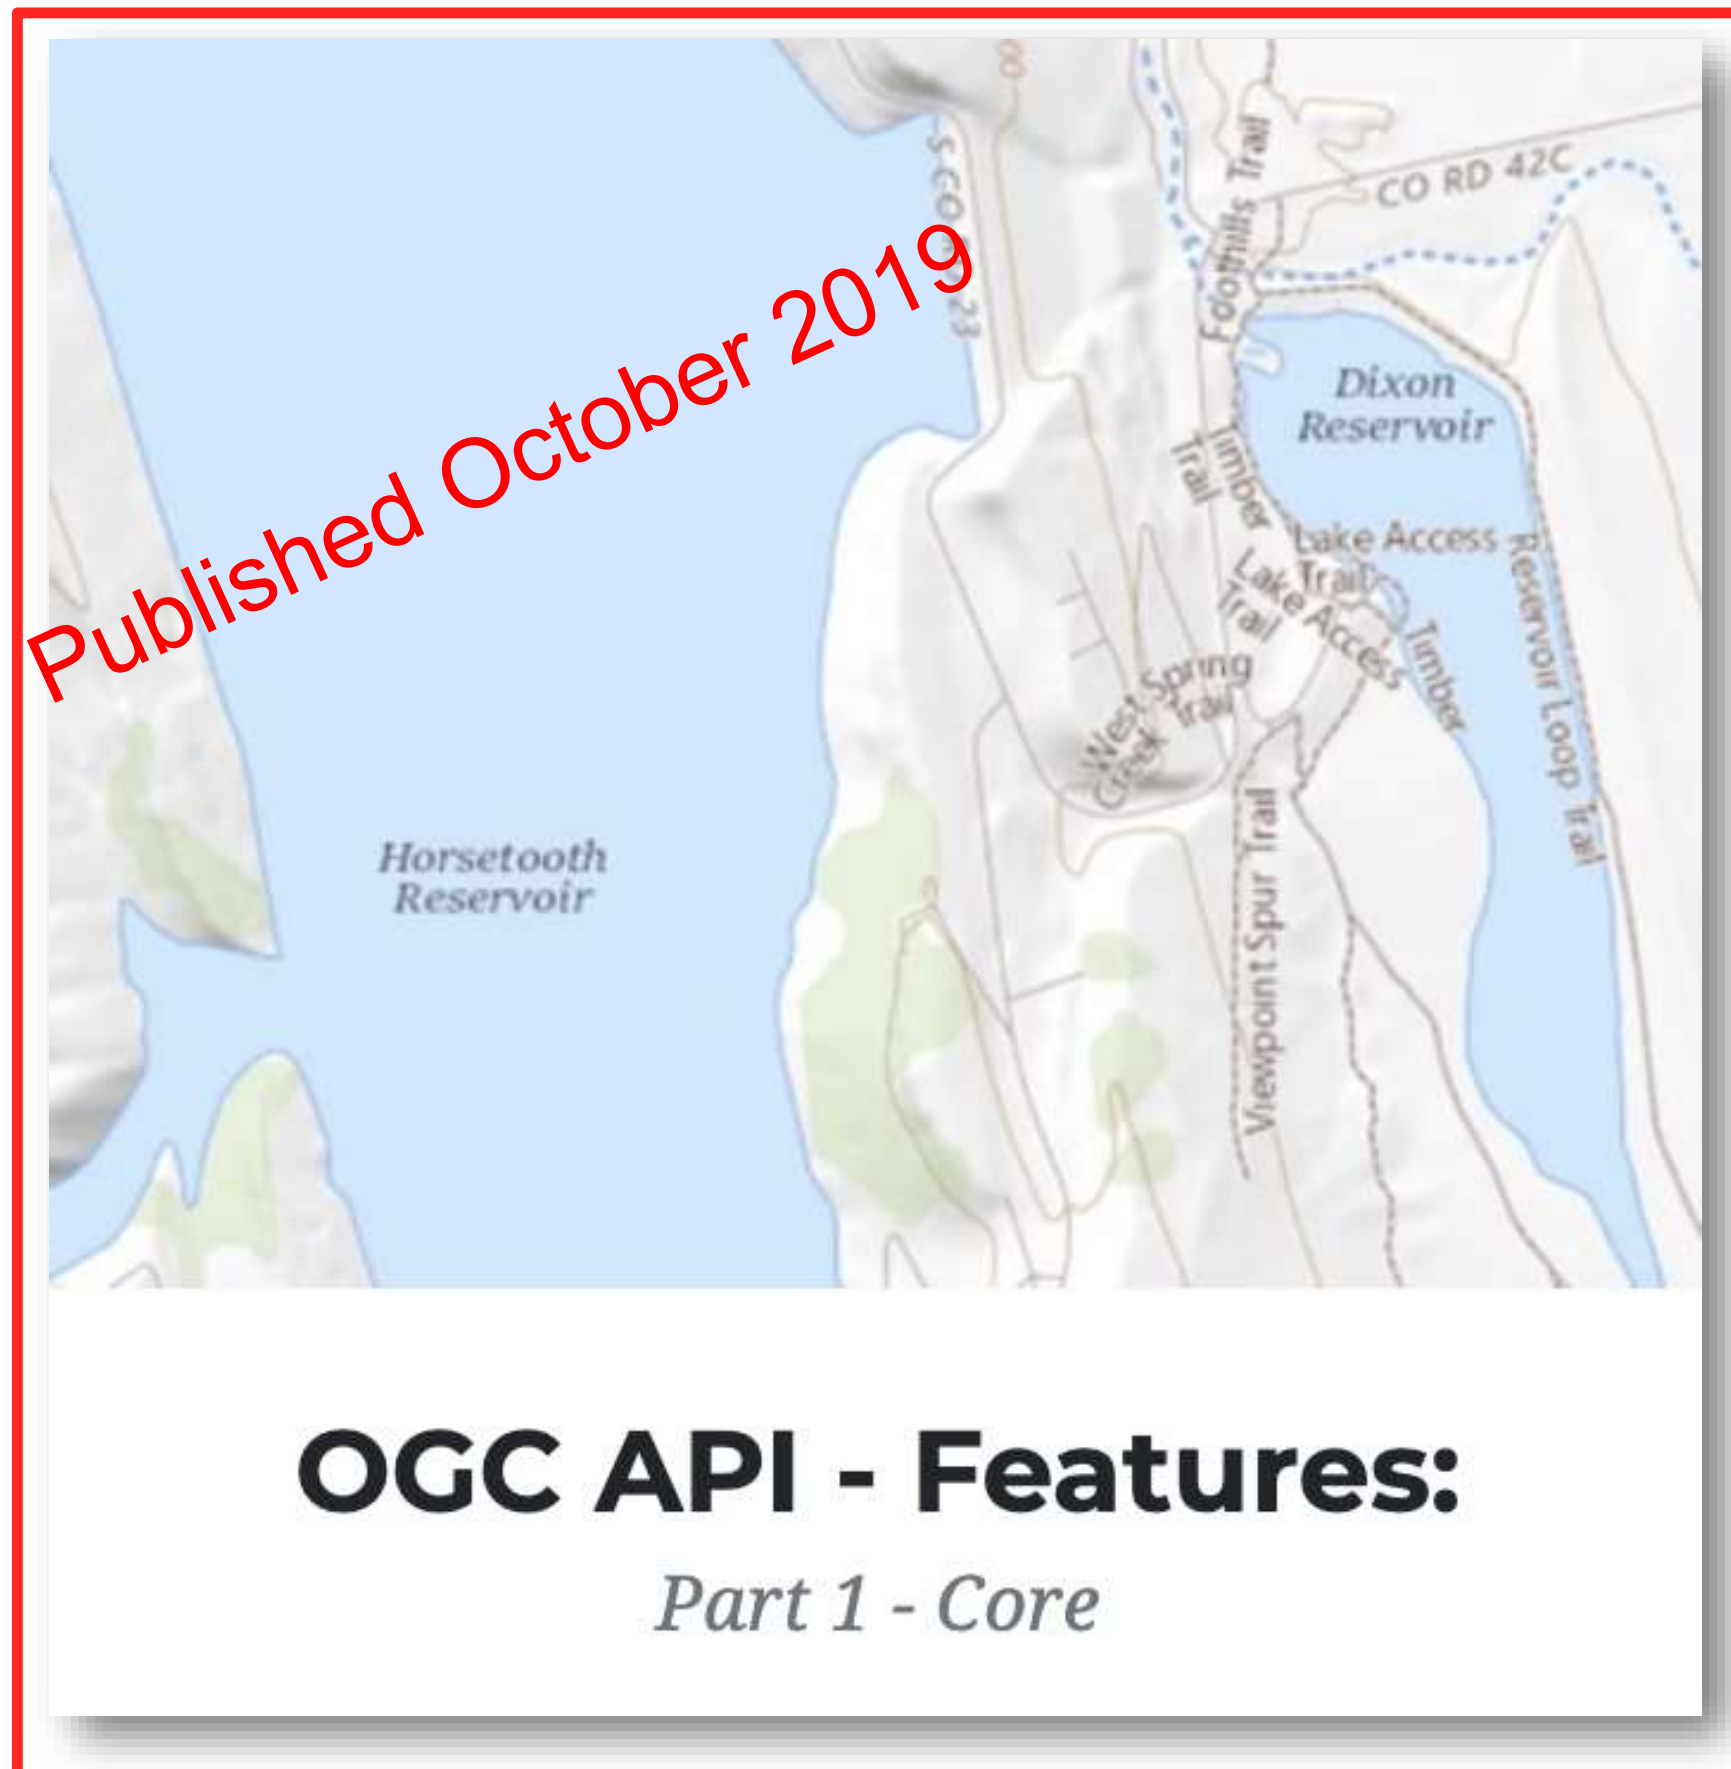 00
S CO RD 23
Foothills Trail
CO RD 42C
Published October 2019
Dixon
Reservoir
Timber
Trail
Lake Access
Trail
Lake Access
Trail
Timber
Reservoir Loop Trail
West Spring
Creek Trail
Viewpoint Spur Trail
Horsetooth
Reservoir
OGC API - Features:
Part 1 - Core